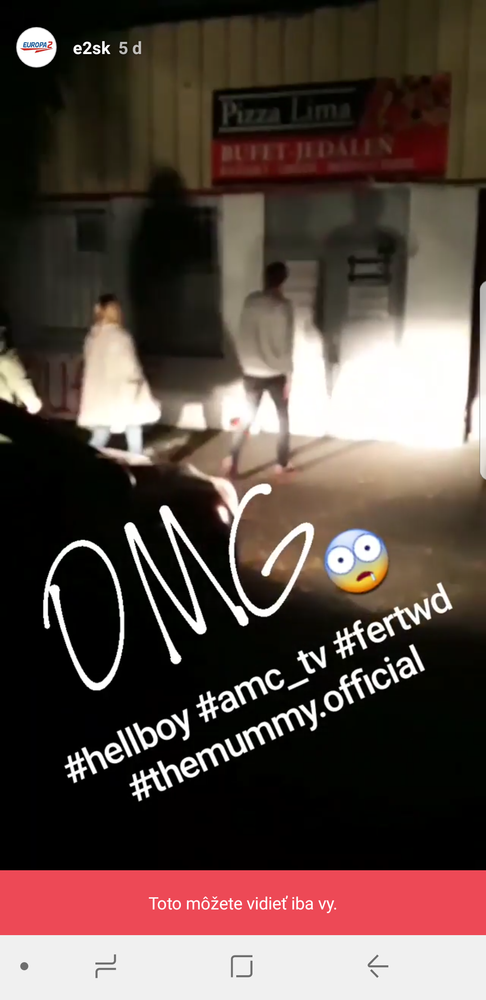 EUROPA 2
e2sk 5 d
Pizza Lima
BUFET-JEDÁLEŇ
OMG
#hellboy #amc_tv #fertwd
#themummy.official
Toto môžete vidieť iba vy.